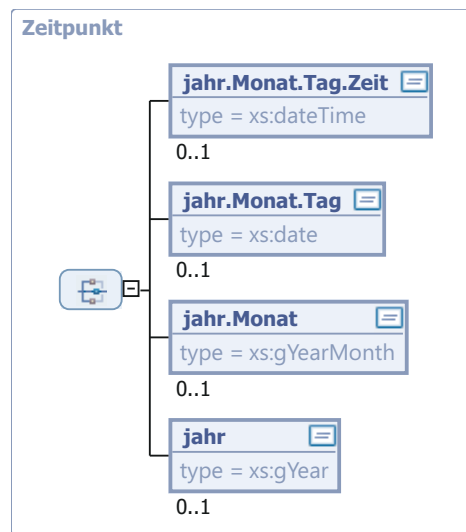 Zeitpunkt
jahr.Monat.Tag.Zeit
type = xs:dateTime
0..1
jahr.Monat.Tag
type = xs:date
0..1
jahr.Monat
type = xs:gYearMonth
0..1
jahr
type = xs:gYear
0..1